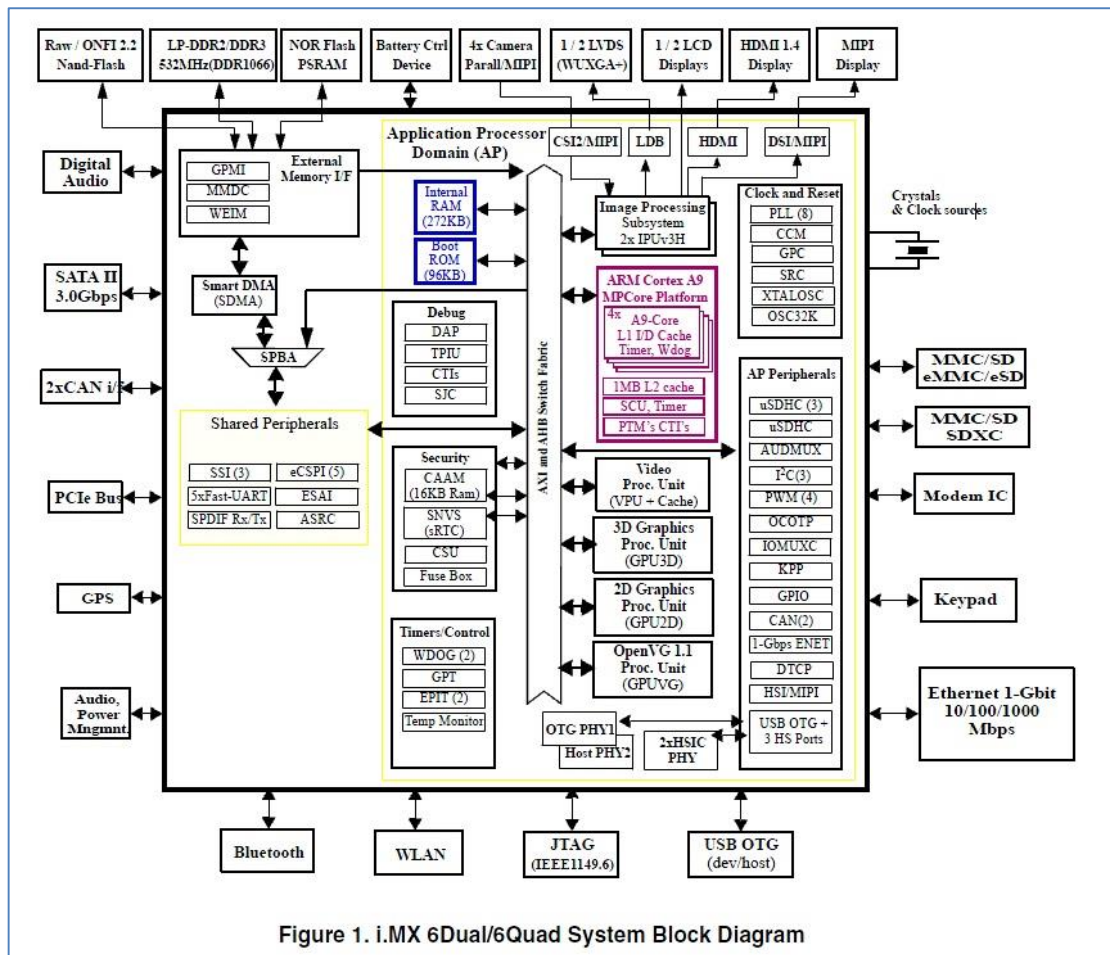 Raw / ONFI 2.2
Nand-Flash
LP-DDR2/DDR3
532MHz(DDR1066)
NOR Flash
PSRAM
Battery Ctrl
Device
4x Camera
Parall/MIPI
1 / 2 LVDS
(WUXGA+)
1 / 2 LCD
Displays
HDMI 1.4
Display
MIPI
Display
Digital
Audio
SATA II
3.0Gbps
2xCAN i/f
PCIe Bus
GPS
Audio,
Power
Mngmnt.
External
Memory I/F
GPMI
MMDC
WEIM
Smart DMA
(SDMA)
SPBA
Shared Peripherals
SSI (3)
eCSPI (5)
5xFast-UART
ESAI
SPDIF Rx/Tx
ASRC
Application Processor
Domain (AP)
Internal
RAM
(272KB)
Boot
ROM
(96KB)
Debug
DAP
TPIU
CTIs
SJC
Security
CAAM
(16KB Ram)
SNVS
(sRTC)
CSU
Fuse Box
Timers/Control
WDOG (2)
GPT
EPIT (2)
Temp Monitor
AXI and AHB Switch Fabric
CSI2/MIPI
LDB
HDMI
DSI/MIPI
Image Processing
Subsystem
2x IPUv3H
ARM Cortex A9
MPCore Platform
4x
A9-Core
L1 I/D Cache
Timer, Wdog
1MB L2 cache
SCU, Timer
PTM's CTI's
Video
Proc. Unit
(VPU + Cache)
3D Graphics
Proc. Unit
(GPU3D)
2D Graphics
Proc. Unit
(GPU2D)
OpenVG 1.1
Proc. Unit
(GPUVG)
OTG PHY1
Host PHY2
2xHSIC
PHY
Clock and Reset
PLL (8)
CCM
GPC
SRC
XTALOSC
OSC32K
AP Peripherals
uSDHC (3)
uSDHC
AUDMUX
I²C(3)
PWM (4)
OCOTP
IOMUXC
KPP
GPIO
CAN(2)
1-Gbps ENET
DTCP
HSI/MIPI
USB OTG +
3 HS Ports
Crystals
& Clock sources
MMC/SD
eMMC/eSD
MMC/SD
SDXC
Modem IC
Keypad
Ethernet 1-Gbit
10/100/1000
Mbps
Bluetooth
WLAN
JTAG
(IEEE1149.6)
USB OTG
(dev/host)
Figure 1. i.MX 6Dual/6Quad System Block Diagram